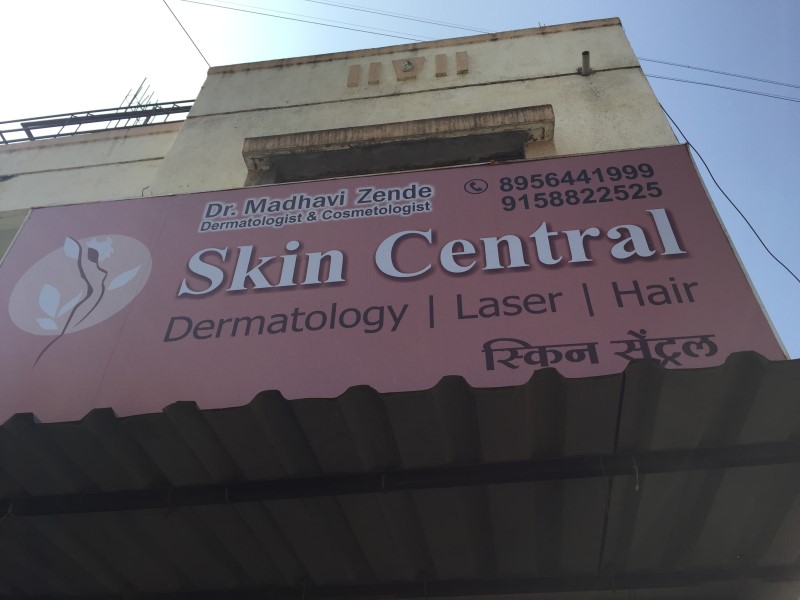 Dr. Madhavi Zende
Dermatologist & Cosmetologist
8956441999
9158822525
Skin Central
Dermatology | Laser | Hair
स्किन सेंट्रल